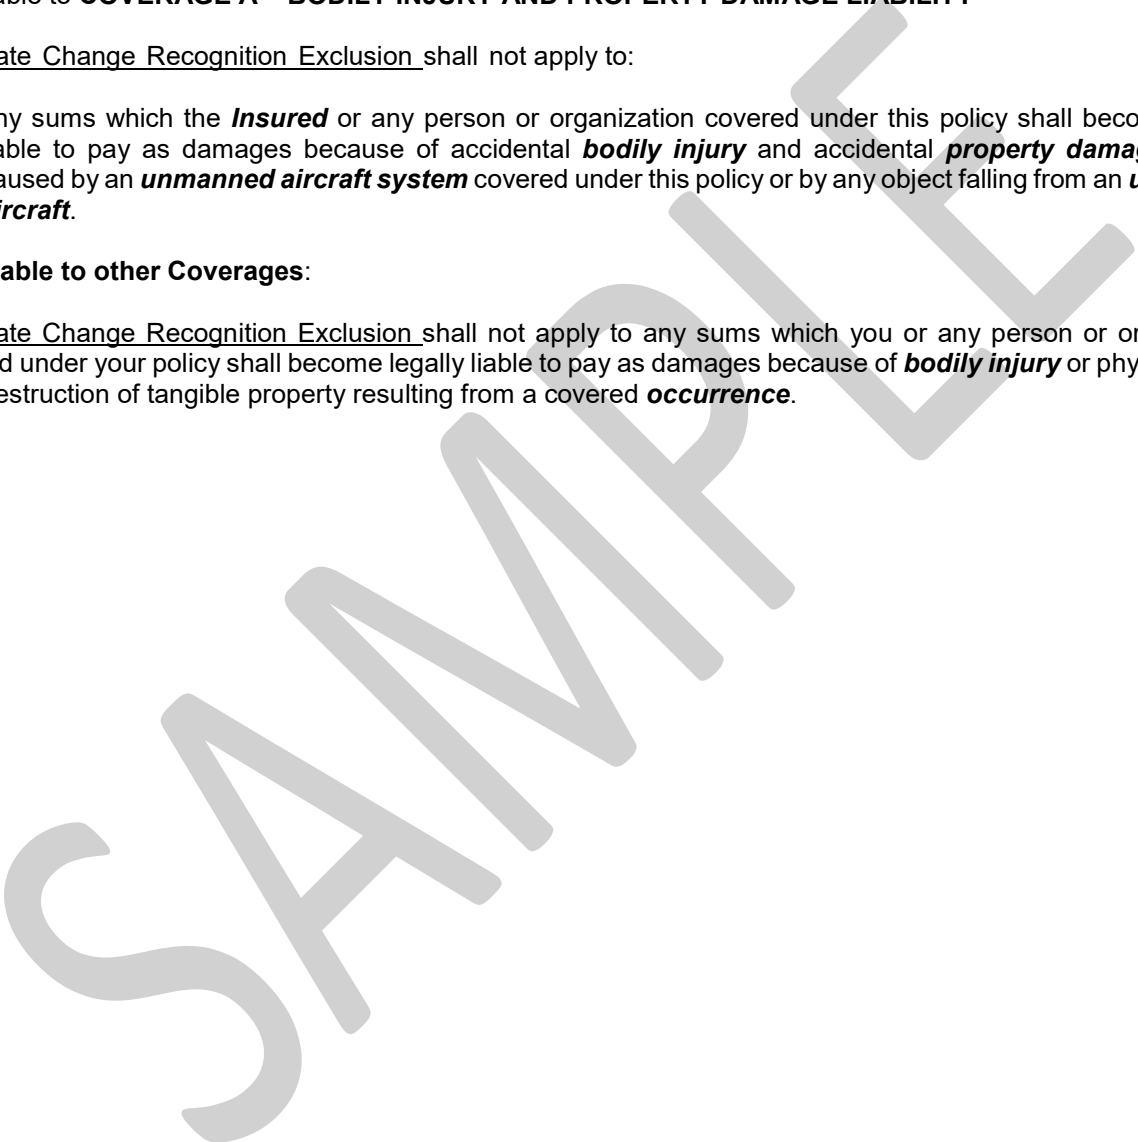 able to COVERAGE A – BODILY INJURY AND PROPERTY DAMAGE LIABILITY
ate Change Recognition Exclusion shall not apply to:
ny sums which the Insured or any person or organization covered under this policy shall beco
able to pay as damages because of accidental bodily injury and accidental property damag
aused by an unmanned aircraft system covered under this policy or by any object falling from an u
ircraft.
able to other Coverages:
ate Change Recognition Exclusion shall not apply to any sums which you or any person or or
d under your policy shall become legally liable to pay as damages because of bodily injury or phy
estruction of tangible property resulting from a covered occurrence.
SAMPLE